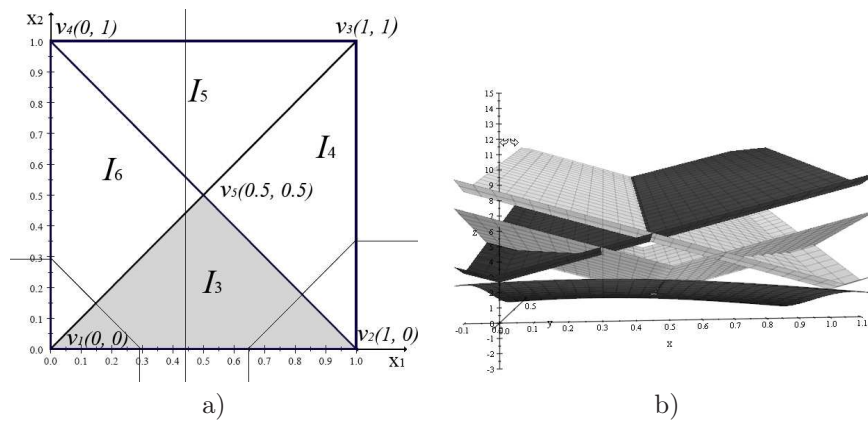 x2
v4(0, 1)
v3(1, 1)
1.0
0.9
0.8
0.7
0.6
0.5
0.4
0.3
0.2
0.1
0.0
I5
I4
I6
v5(0.5, 0.5)
I3
v1(0, 0)
v2(1, 0)
0.0 0.1 0.2 0.3 0.4 0.5 0.6 0.7 0.8 0.9 1.0
x1
a)
15
14
13
12
11
10
9
8
7
6
z
5
4
3
2
1
0
-1
-2
-3
0.5
y
-0.1 0.0 0.1 0.2 0.3 0.4 0.5 0.6 0.7 0.8 0.9 1.0 1.1
0.0
x
b)